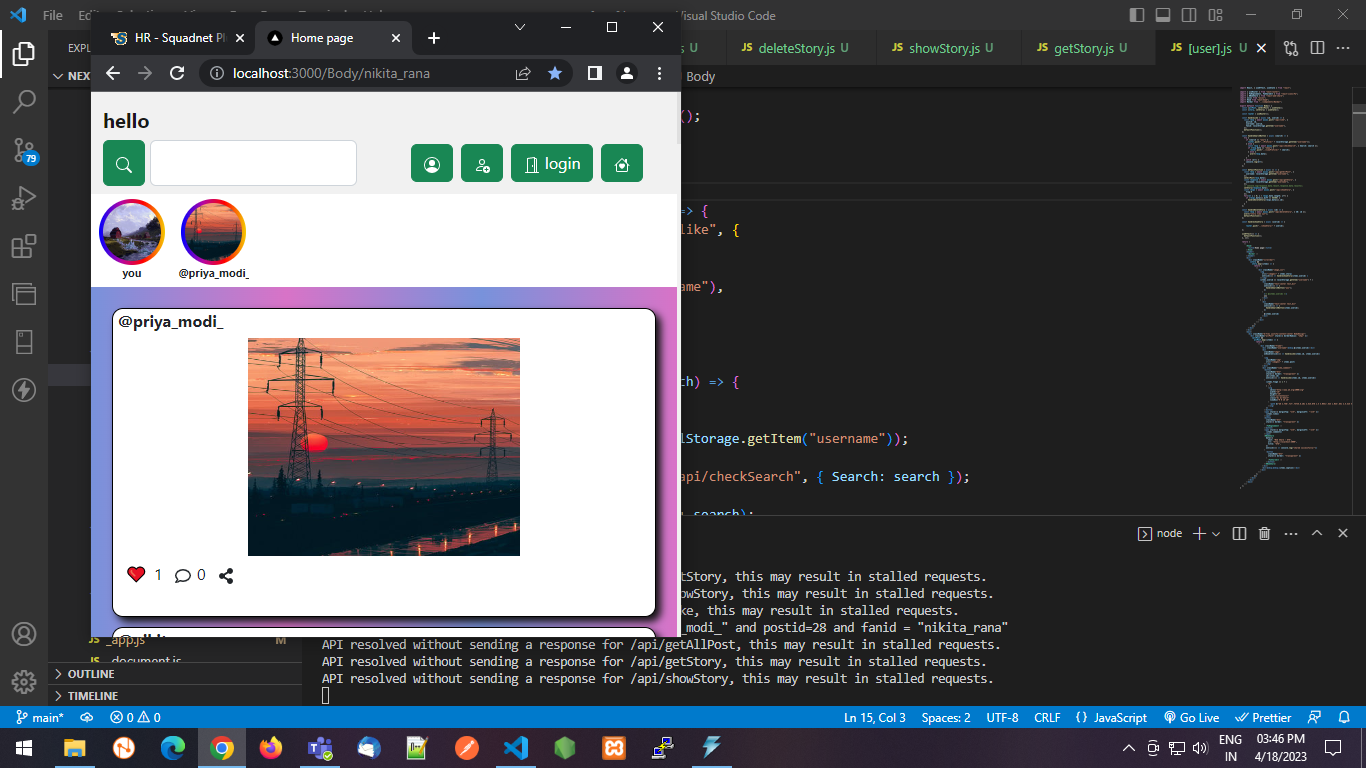 File
Visual Studio Code
HR - Squadnet Pl
Home page
localhost:3000/Body/nikita_rana
EXPL
NEX
U
JS deleteStory.js U
JS showStory.js U
JS getStory.js U
JS [user].js U
Body
hello
login
you
@priya_modi_
@priya_modi_
1
0
();
=> {
like", {
ame"),
ch) => {
lStorage.getItem("username"));
api/checkSearch", { Search: search });
search);
node
tStory, this may result in stalled requests.
owStory, this may result in stalled requests.
ke, this may result in stalled requests.
_modi_" and postid=28 and fanid = "nikita_rana"
API resolved without sending a response for /api/getAllPost, this may result in stalled requests.
API resolved without sending a response for /api/getStory, this may result in stalled requests.
API resolved without sending a response for /api/showStory, this may result in stalled requests.
JS _app.js M
JS _document.js
OUTLINE
TIMELINE
79
main*
0 0
Ln 15, Col 3
Spaces: 2
UTF-8
CRLF
{} JavaScript
Go Live
Prettier
ENG
IN
03:46 PM
4/18/2023